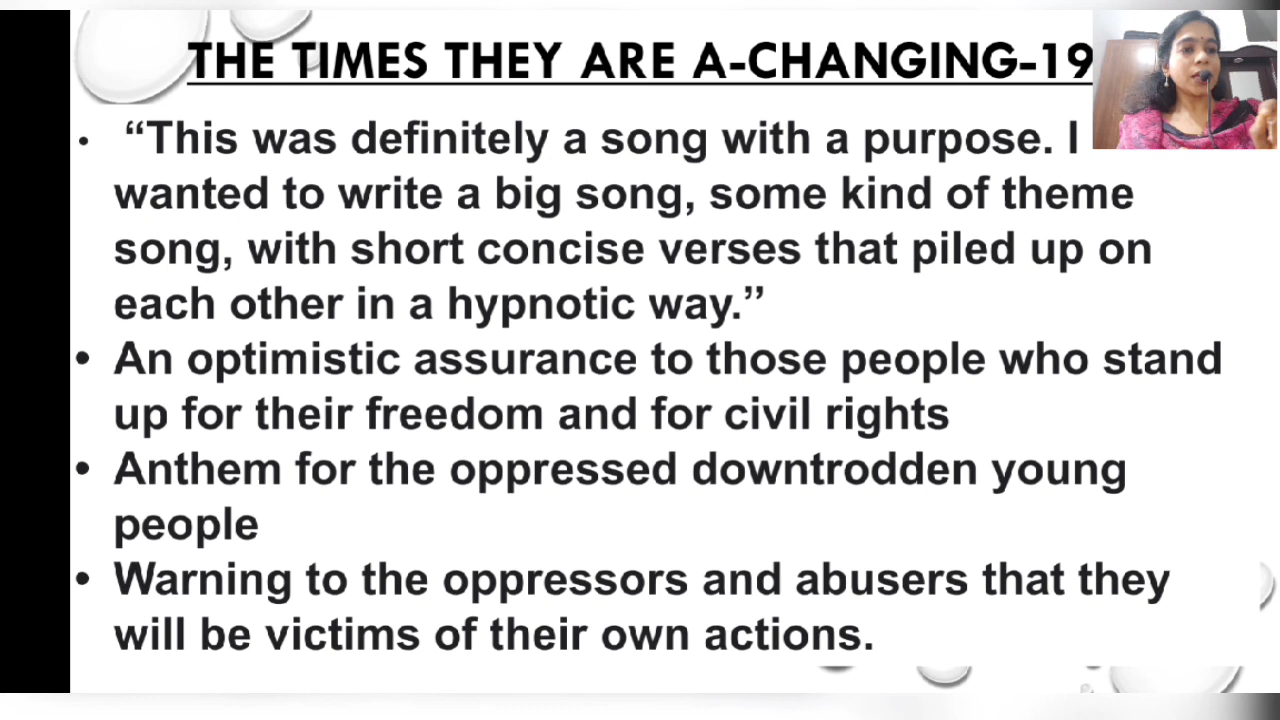 THE TIMES THEY ARE A-CHANGING-19
• “This was definitely a song with a purpose. I
wanted to write a big song, some kind of theme
song, with short concise verses that piled up on
each other in a hypnotic way.”
• An optimistic assurance to those people who stand
up for their freedom and for civil rights
• Anthem for the oppressed downtrodden young
people
• Warning to the oppressors and abusers that they
will be victims of their own actions.